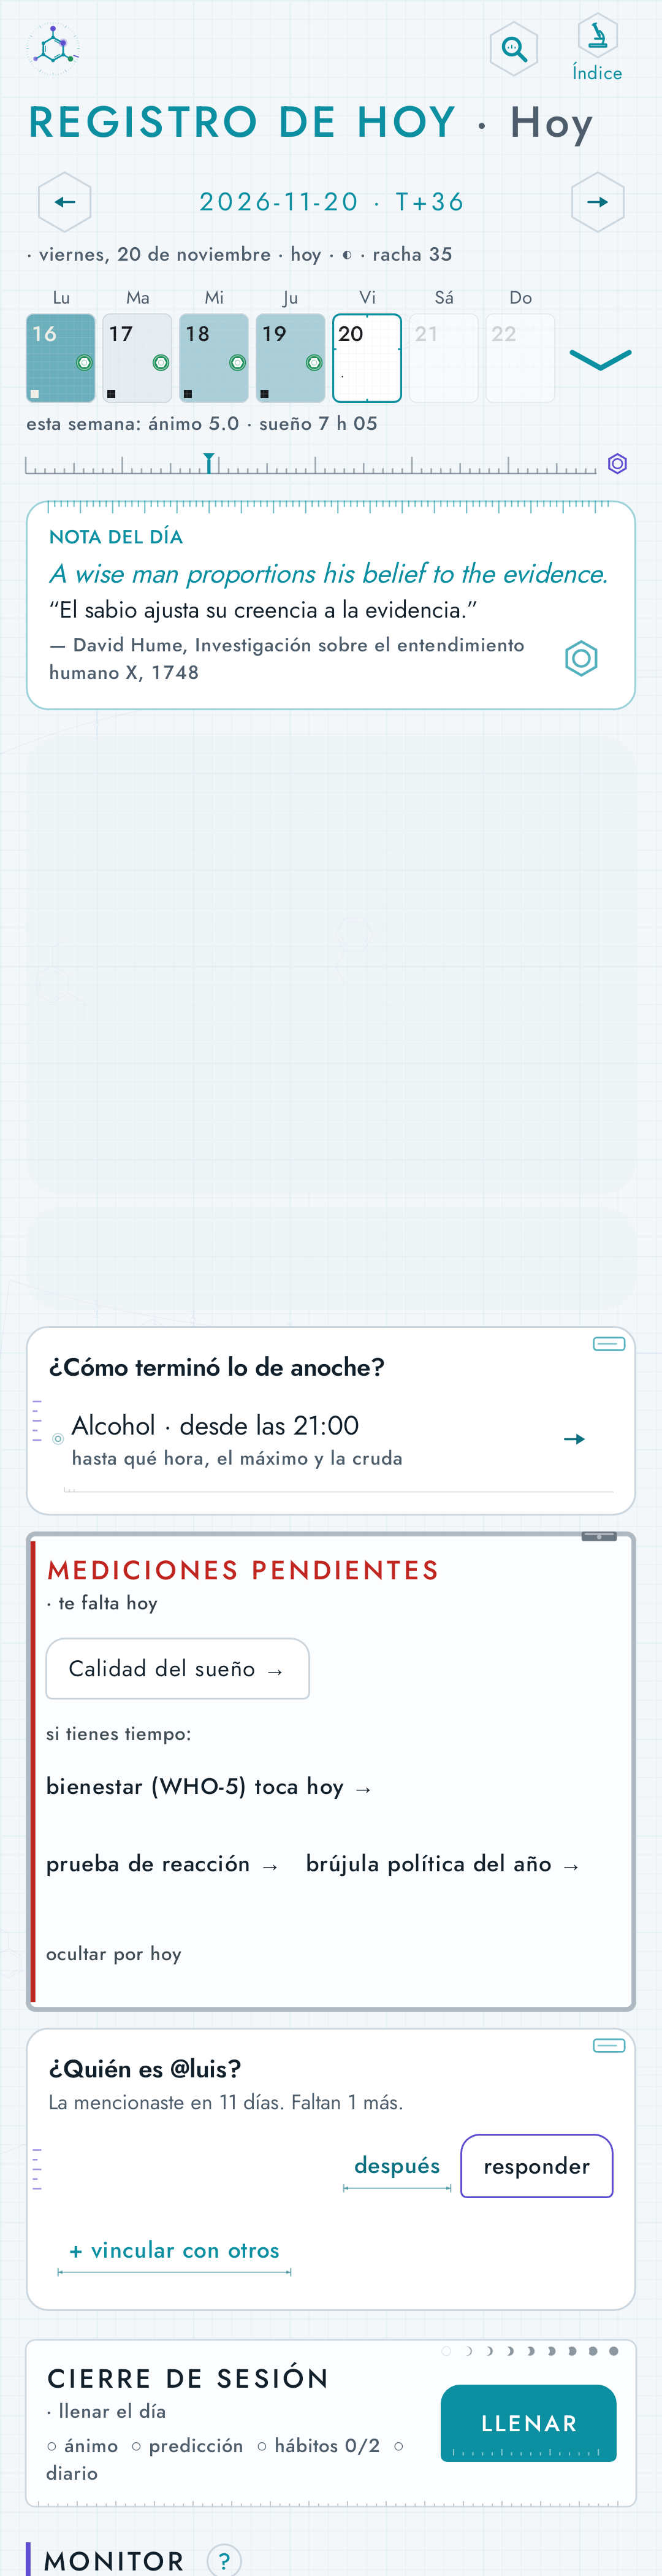 Índice
REGISTRO DE HOY · Hoy
2026-11-20 · T+36
· viernes, 20 de noviembre · hoy · ◐ · racha 35
Lu Ma Mi Ju Vi Sá Do
16 17 18 19 20 21 22
esta semana: ánimo 5.0 · sueño 7 h 05
NOTA DEL DÍA
A wise man proportions his belief to the evidence.
“El sabio ajusta su creencia a la evidencia.”
— David Hume, Investigación sobre el entendimiento
humano X, 1748
¿Cómo terminó lo de anoche?
Alcohol · desde las 21:00
hasta qué hora, el máximo y la cruda
MEDICIONES PENDIENTES
· te falta hoy
Calidad del sueño →
si tienes tiempo:
bienestar (WHO-5) toca hoy →
prueba de reacción → brújula política del año →
ocultar por hoy
¿Quién es @luis?
La mencionaste en 11 días. Faltan 1 más.
después responder
+ vincular con otros
CIERRE DE SESIÓN
· llenar el día
○ ánimo ○ predicción ○ hábitos 0/2 ○
diario
LLENAR
MONITOR ?